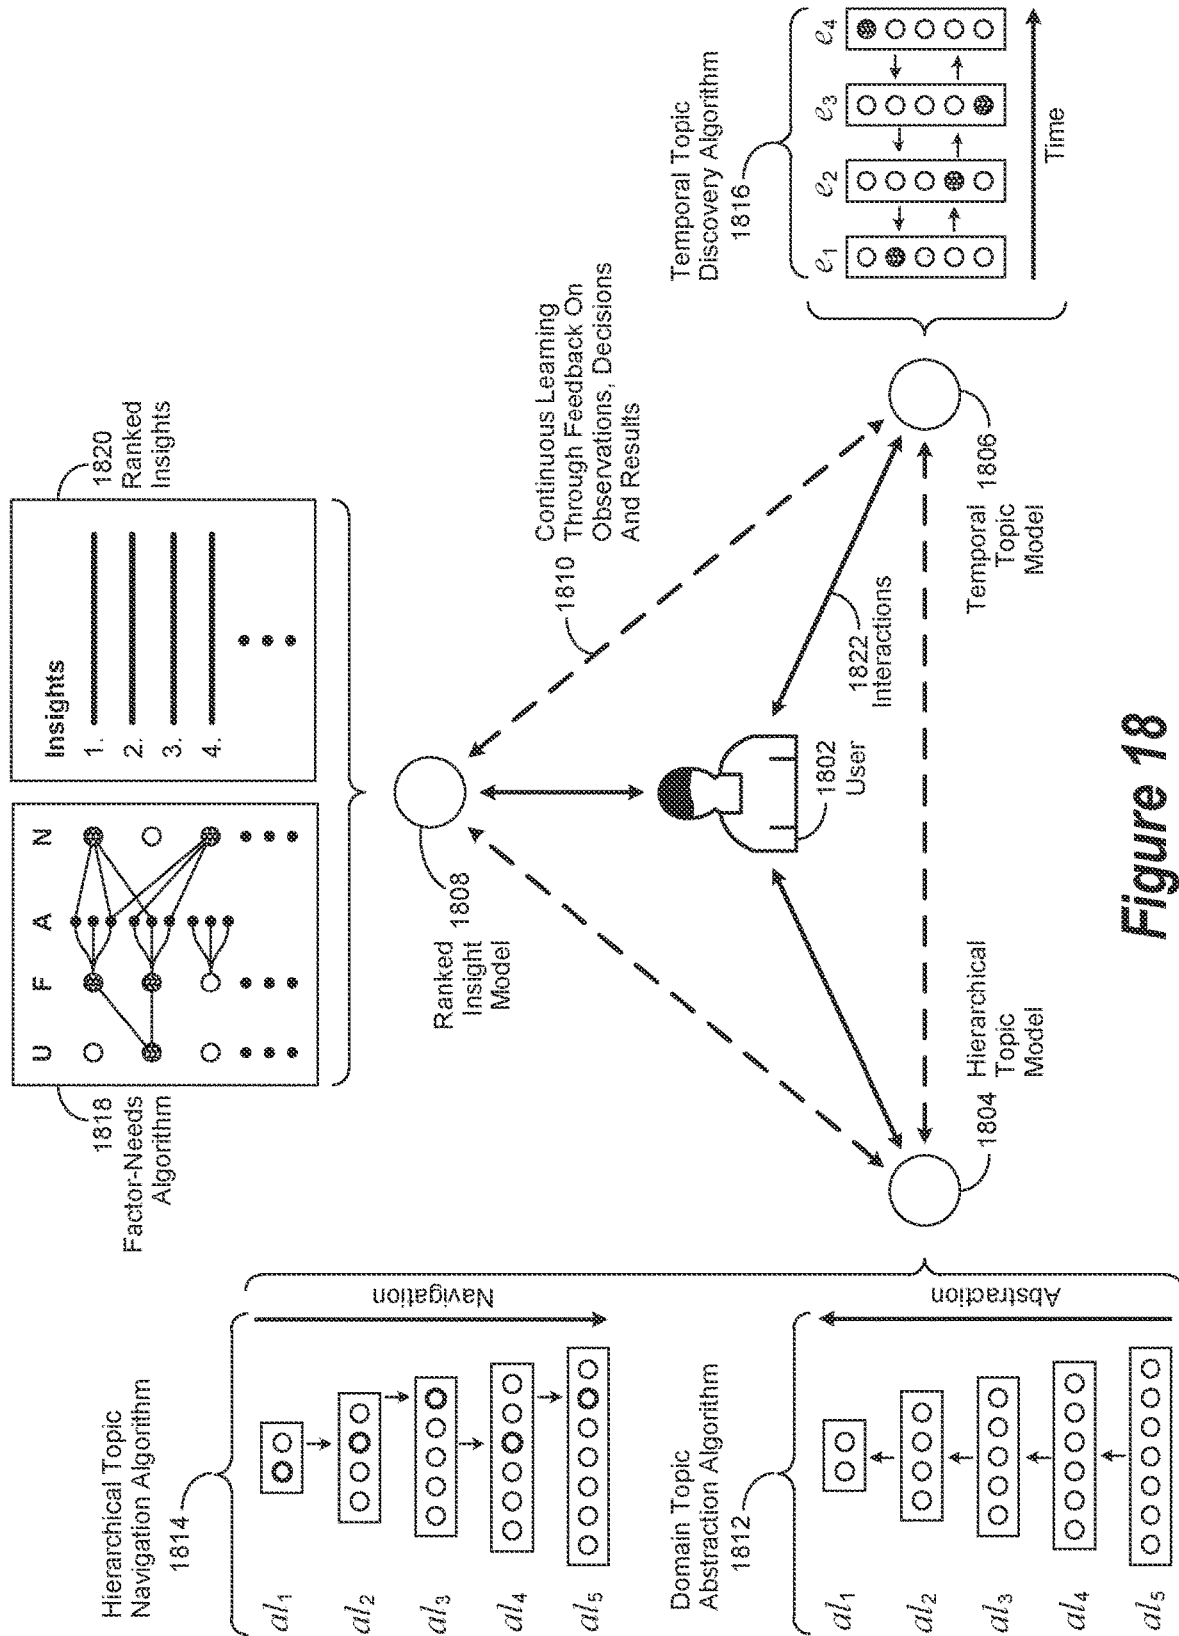 1818
Factor-Needs
Algorithm
U F A N
Insights
1.
2.
3.
4.
1820
Ranked
Insights
Hierarchical Topic
Navigation Algorithm
1814
al1
al2
al3
al4
al5
Navigation
Domain Topic
Abstraction Algorithm
1812
al1
al2
al3
al4
al5
Abstraction
Ranked
Insight
Model
1808
1810
Continuous Learning
Through Feedback On
Observations, Decisions
And Results
1802
User
1822
Interactions
1804
Hierarchical
Topic
Model
Temporal
Topic
Model
1806
Temporal Topic
Discovery Algorithm
1816
e1 e2 e3 e4
Time
Figure 18